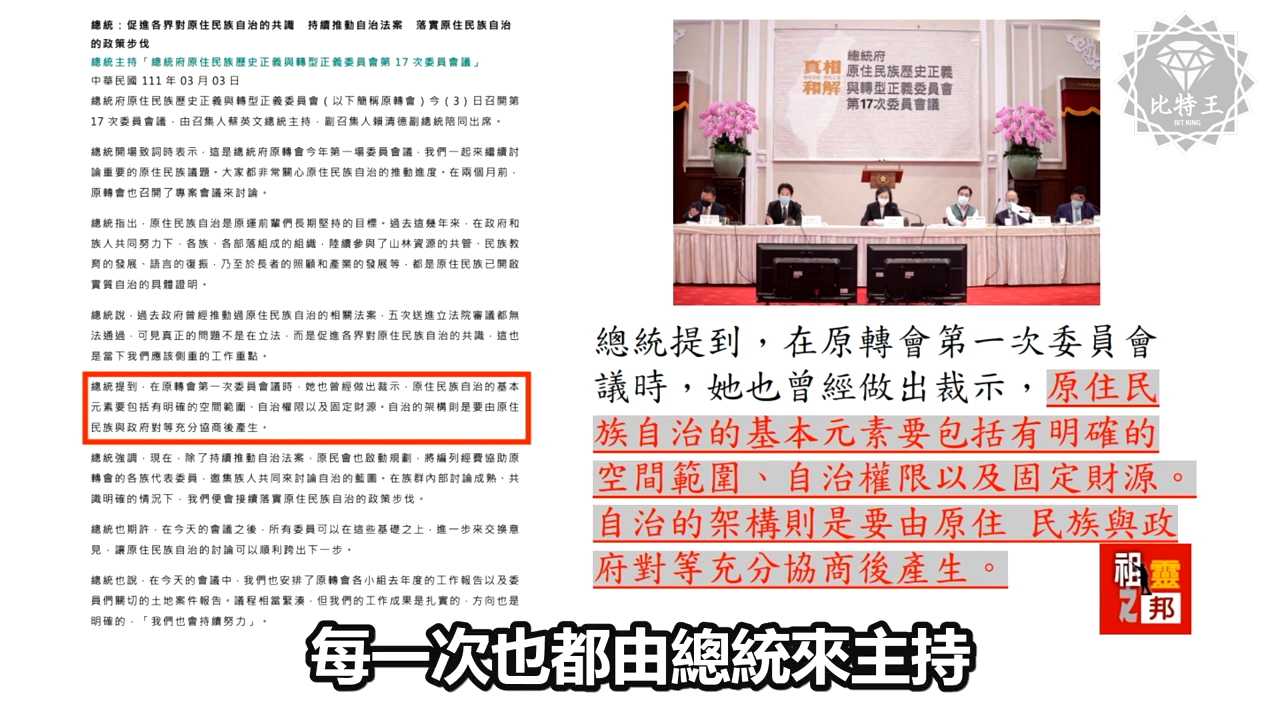 總統：促進各界對原住民族自治的共識　持續推動自治法案　落實原住民族自治
的政策步伐
總統主持「總統府原住民族歷史正義與轉型正義委員會第 17 次委員會議」
中華民國 111 年 03 月 03 日
總統府原住民族歷史正義與轉型正義委員會（以下簡稱原轉會）今（3）日召開第
17 次委員會議，由召集人蔡英文總統主持，副召集人賴清德副總統陪同出席。
總統開場致詞時表示，這是總統府原轉會今年第一場委員會議，我們一起來繼續討
論重要的原住民族議題。大家都非常關心原住民族自治的推動進度。在兩個月前，
原轉會也召開了專案會議來討論。
總統指出，原住民族自治是原運前輩們長期堅持的目標。過去這幾年來，在政府和
族人共同努力下，各族、各部落組成的組織，陸續參與了山林資源的共管、民族教
育的發展、語言的復振，乃至於長者的照顧和產業的發展等，都是原住民族已開啟
實質自治的具體證明。
總統說，過去政府曾經推動過原住民族自治的相關法案，五次送進立法院審議都無
法通過，可見真正的問題不是在立法，而是促進各界對原住民族自治的共識，這也
是當下我們應該側重的工作重點。
總統提到，在原轉會第一次委員會議時，她也曾經做出裁示，原住民族自治的基本
元素要包括有明確的空間範圍、自治權限以及固定財源。自治的架構則是要由原住
民族與政府對等充分協商後產生。
總統強調，現在，除了持續推動自治法案，原民會也啟動規劃，將編列經費協助原
轉會的各族代表委員，邀集族人共同來討論自治的藍圖。在族群內部討論成熟、共
識明確的情況下，我們便會接續落實原住民族自治的政策步伐。
總統也期許，在今天的會議之後，所有委員可以在這些基礎之上，進一步來交換意
見，讓原住民族自治的討論可以順利跨出下一步。
總統也說，在今天的會議中，我們也安排了原轉會各小組去年度的工作報告以及委
員們關切的土地案件報告。議程相當緊湊，但我們的工作成果是扎實的，方向也是
明確的，「我們也會持續努力」。
真相
和解
總統府
原住民族歷史正義
與轉型正義委員會
第17次委員會議
比特王
BIT KING
總統提到，在原轉會第一次委員會
議時，她也曾經做出裁示，原住民
族自治的基本元素要包括有明確的
空間範圍、自治權限以及固定財源。
自治的架構則是要由原住 民族與政
府對等充分協商後產生。
祖靈
之邦
每一次也都由總統來主持